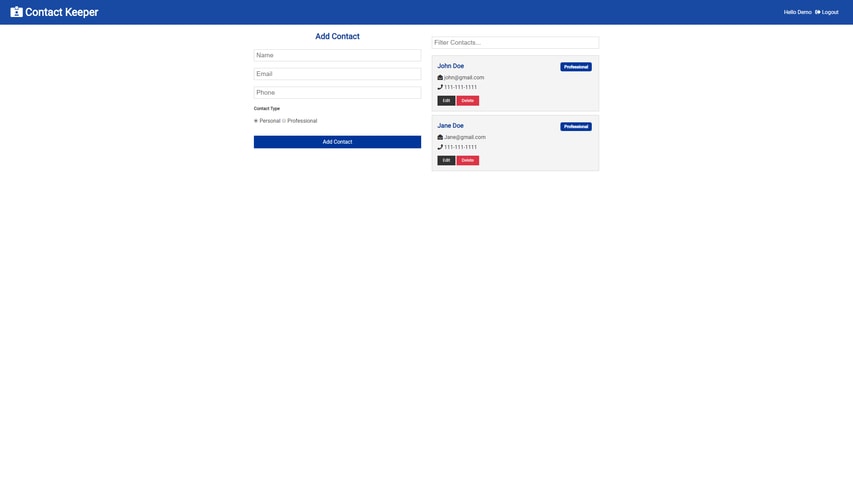 Contact Keeper
Hello Demo Logout
Add Contact
Name
Email
Phone
Contact Type
Personal Professional
Add Contact
Filter Contacts...
John Doe Professional
john@gmail.com
111-111-1111
Edit Delete
Jane Doe Professional
Jane@gmail.com
111-111-1111
Edit Delete